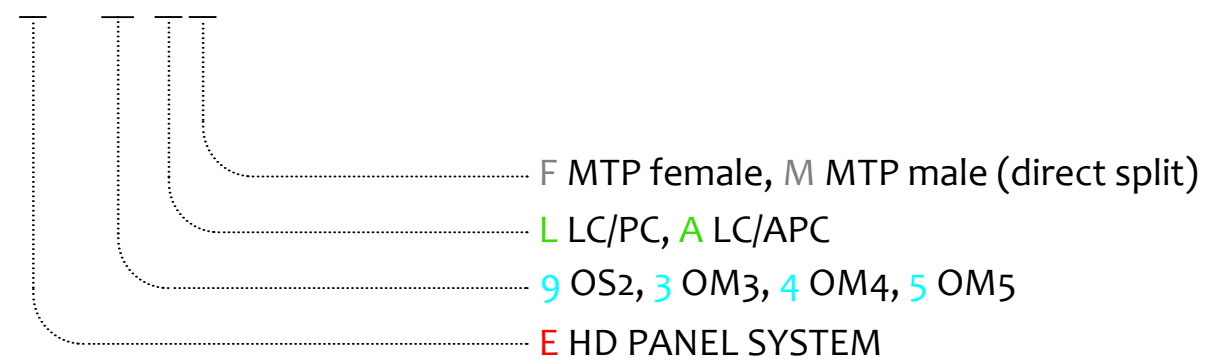 F MTP female, M MTP male (direct split)
L LC/PC, A LC/APC
9 OS2, 3 OM3, 4 OM4, 5 OM5
E HD PANEL SYSTEM